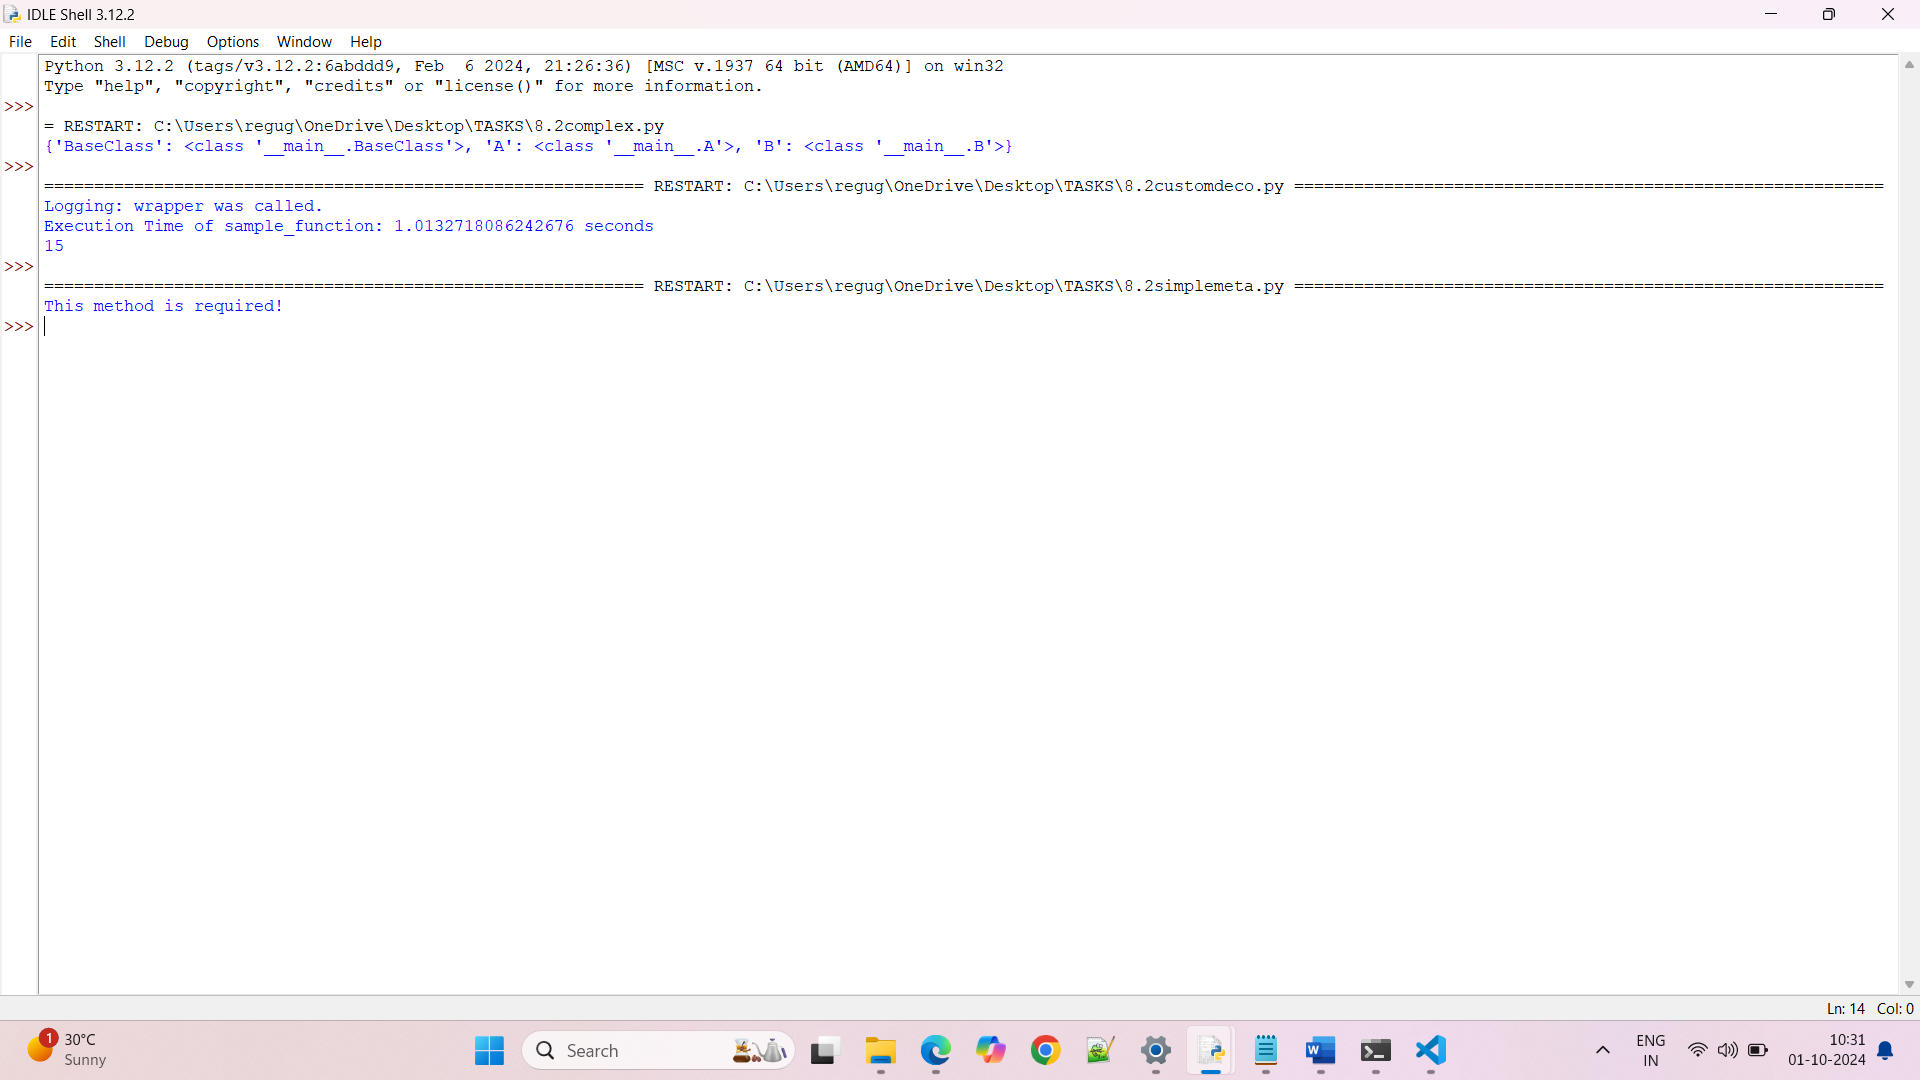 IDLE Shell 3.12.2
File Edit Shell Debug Options Window Help
Python 3.12.2 (tags/v3.12.2:6abddd9, Feb  6 2024, 21:26:36) [MSC v.1937 64 bit (AMD64)] on win32
Type "help", "copyright", "credits" or "license()" for more information.
>>>
= RESTART: C:\Users\regug\OneDrive\Desktop\TASKS\8.2complex.py
{'BaseClass': <class '__main__.BaseClass'>, 'A': <class '__main__.A'>, 'B': <class '__main__.B'>}
>>>
============================================================ RESTART: C:\Users\regug\OneDrive\Desktop\TASKS\8.2customdeco.py ===========================================================
Logging: wrapper was called.
Execution Time of sample_function: 1.0132718086242676 seconds
15
>>>
============================================================ RESTART: C:\Users\regug\OneDrive\Desktop\TASKS\8.2simplemeta.py ===========================================================
This method is required!
>>>
Ln: 14 Col: 0
1
30°C
Sunny
Search
W
ENG
IN
10:31
01-10-2024